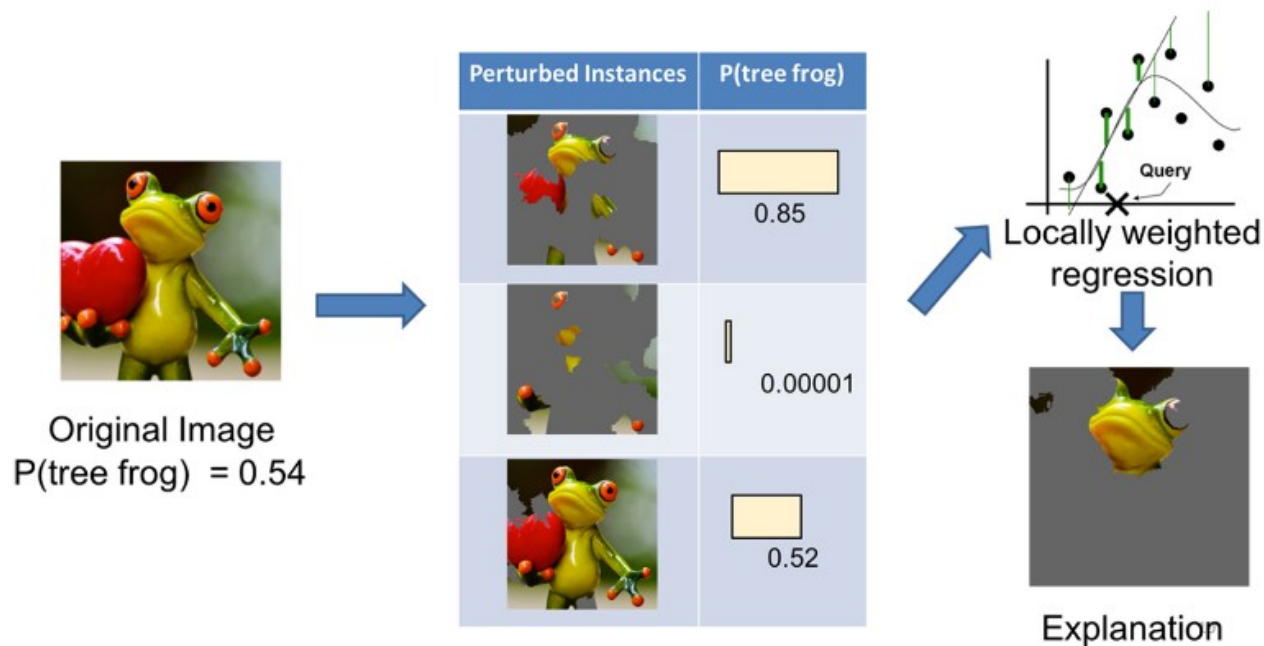 Original Image
P(tree frog) = 0.54
Perturbed Instances
P(tree frog)
0.85
0.00001
0.52
Query
Locally weighted
regression
Explanation